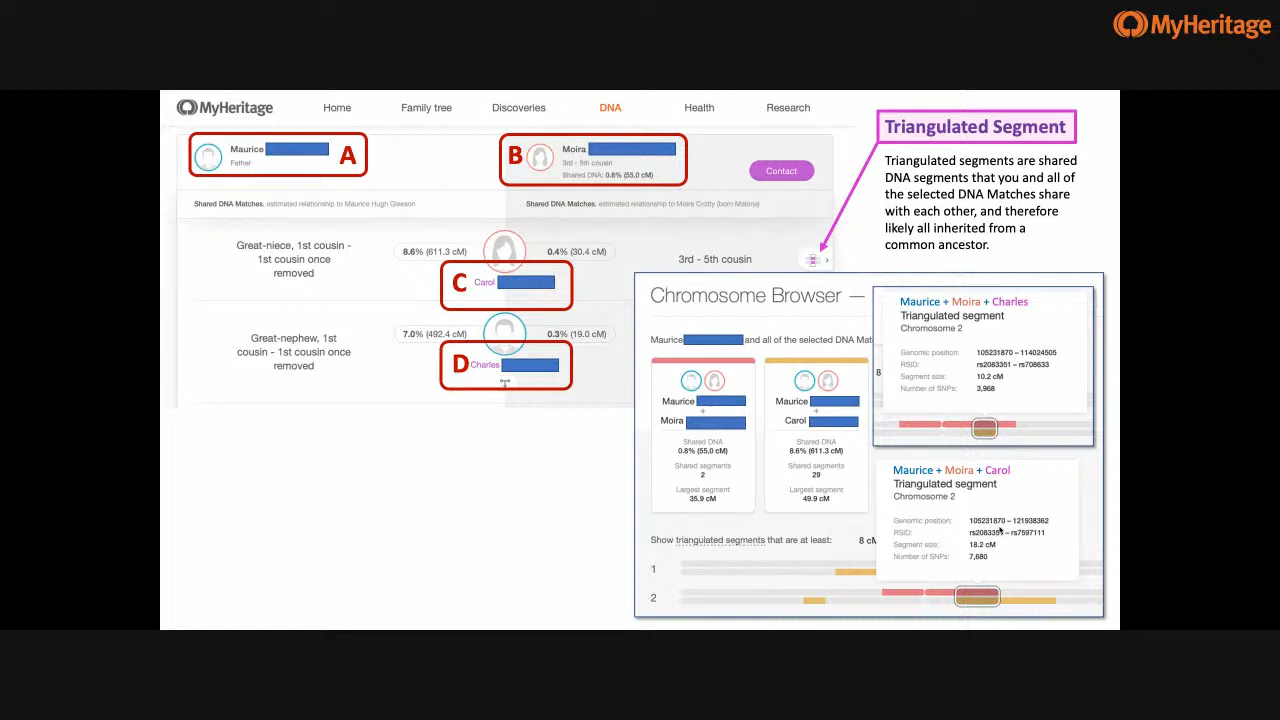 MyHeritage
MyHeritage Home Family tree Discoveries DNA Health Research
Maurice
Father
A
B
Moira
3rd - 5th cousin
Shared DNA: 0.8% (55.0 cM)
Contact
Triangulated Segment
Triangulated segments are shared
DNA segments that you and all of
the selected DNA Matches share
with each other, and therefore
likely all inherited from a
common ancestor.
Shared DNA Matches, estimated relationship to Maurice Hugh Gleeson
Shared DNA Matches, estimated relationship to Moira Crotty (born Malone)
Great-niece, 1st cousin -
1st cousin once
removed
8.6% (611.3 cM)
0.4% (30.4 cM)
3rd - 5th cousin
C
Carol
Great-nephew, 1st
cousin - 1st cousin once
removed
7.0% (492.4 cM)
0.3% (19.0 cM)
D
Charles
Chromosome Browser —
Maurice and all of the selected DNA Mat
8
Maurice
+
Moira
Shared DNA
0.8% (55.0 cM)
Shared segments
2
Largest segment
35.9 cM
Maurice
+
Carol
Shared DNA
8.6% (611.3 cM)
Shared segments
29
Largest segment
49.9 cM
Show triangulated segments that are at least: 8 cM
1
2
Maurice + Moira + Charles
Triangulated segment
Chromosome 2
Genomic position: 105231870 – 114024505
RSID: rs2083351 – rs708633
Segment size: 10.2 cM
Number of SNPs: 3,968
Maurice + Moira + Carol
Triangulated segment
Chromosome 2
Genomic position: 105231870 – 121938362
RSID: rs2083351 – rs7597111
Segment size: 18.2 cM
Number of SNPs: 7,680